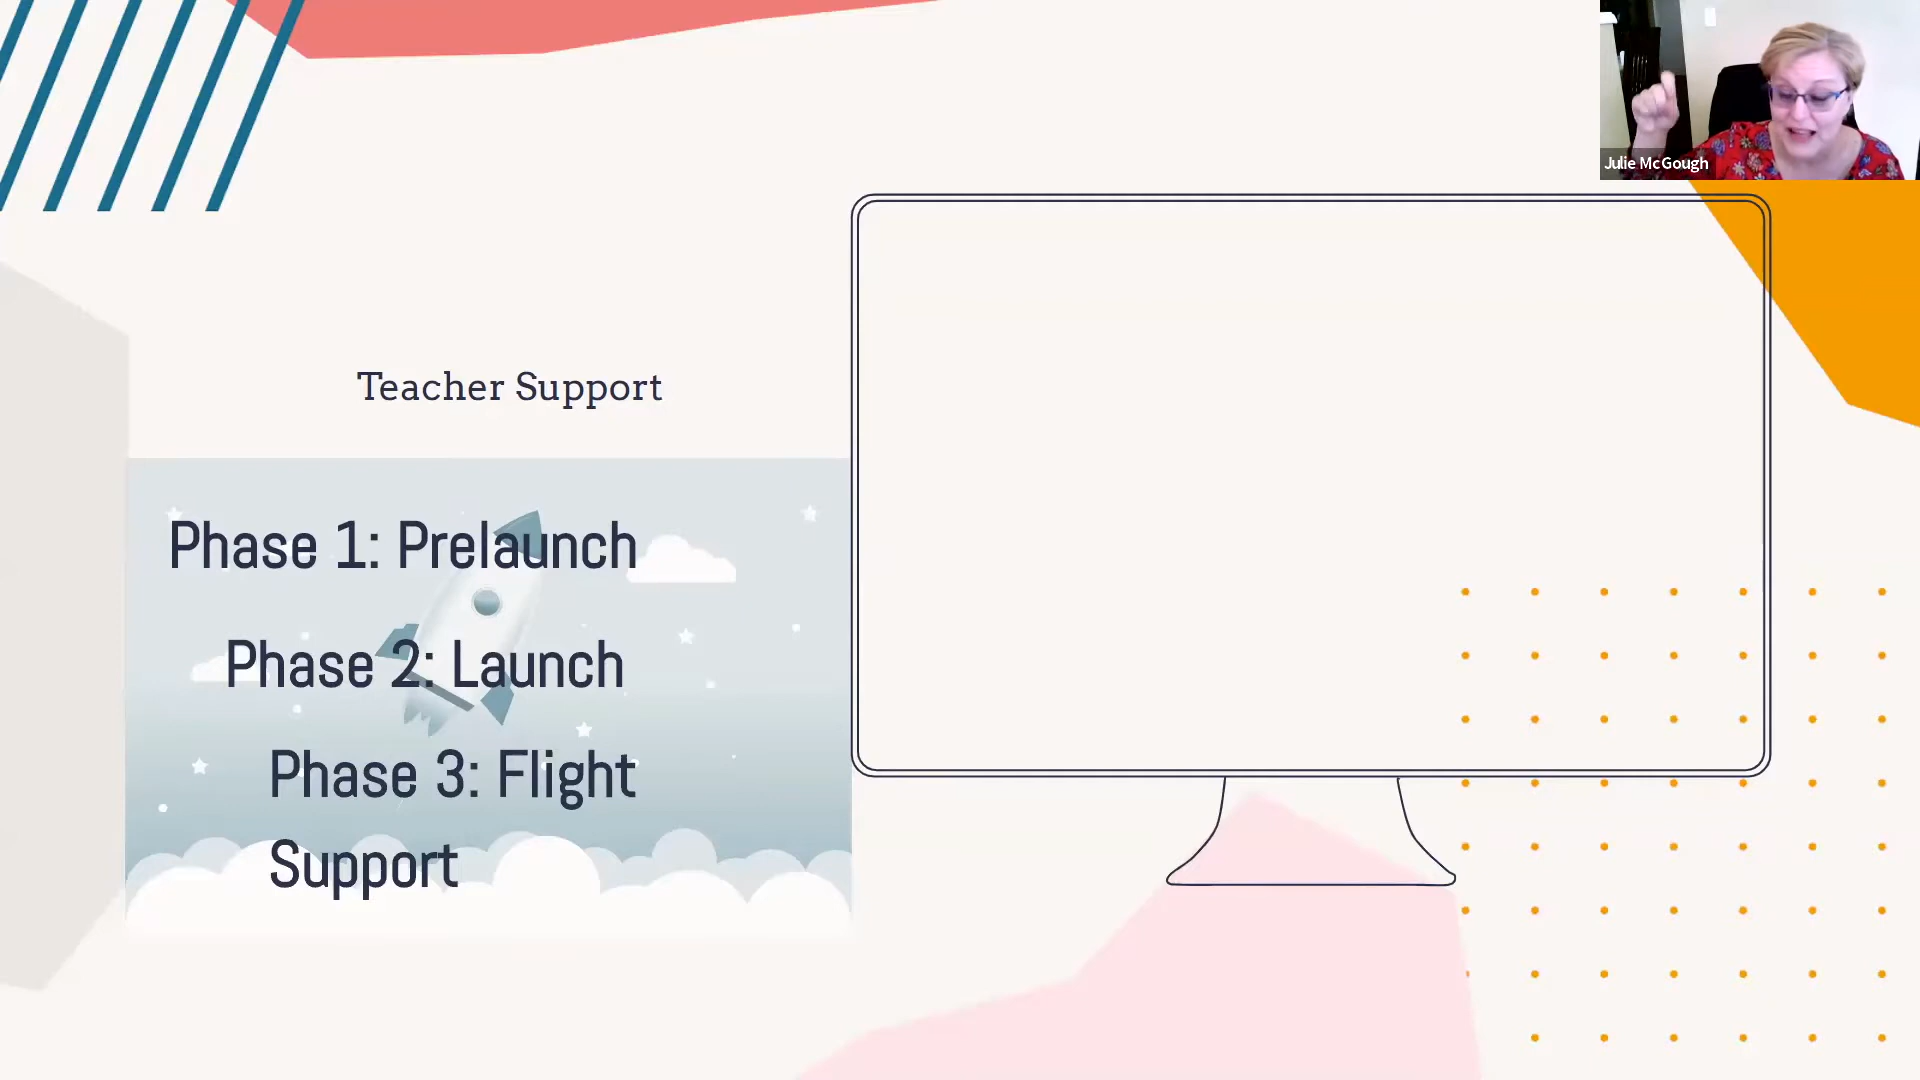 Julie McGough
Teacher Support
Phase 1: Prelaunch
Phase 2: Launch
Phase 3: Flight
Support